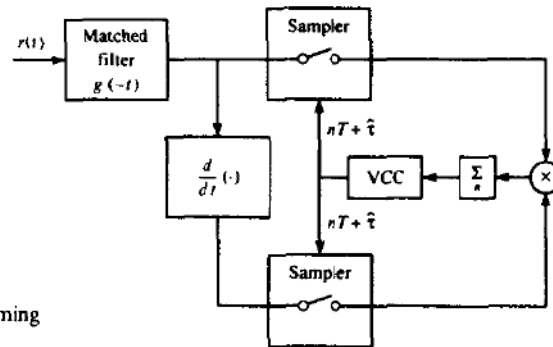 Matched
filter
g(-t)
r(t)
Sampler
nT + τ̂
d/dt (·)
VCC
Σ
n
×
nT + τ̂
Sampler
ming